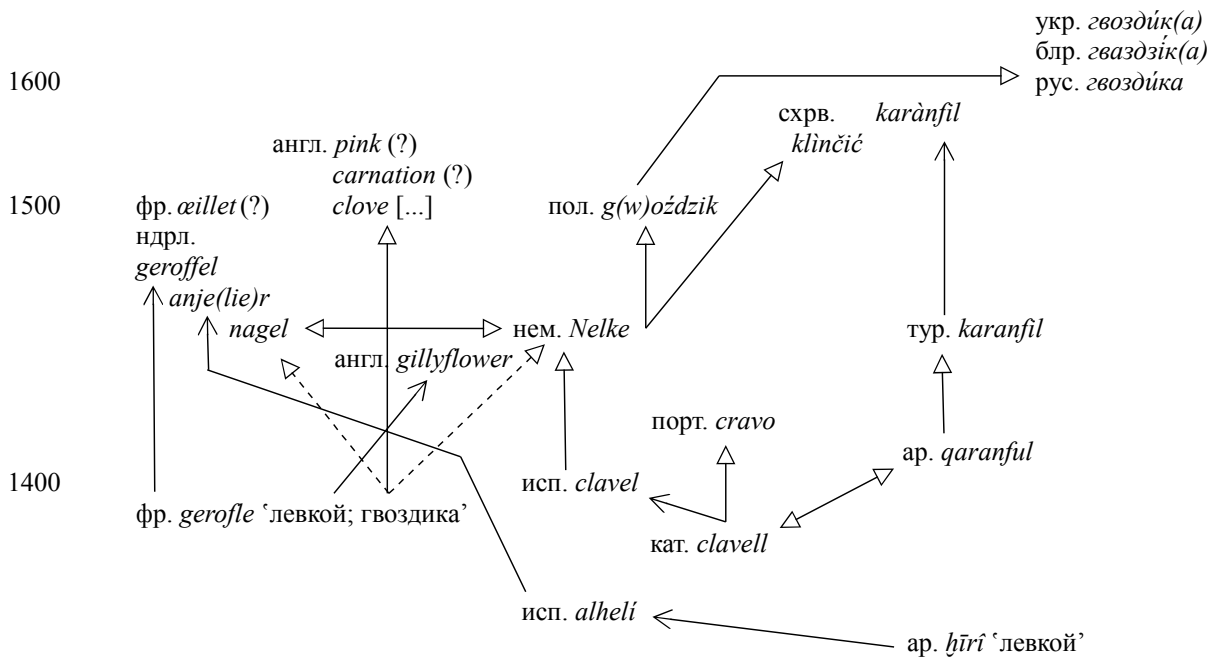 укр. гвозди́к(а)
блр. гваздзі́к(а)
1600
рус. гвозди́ка
схрв. karànfil
klìnčić
англ. pink (?)
carnation (?)
1500
фр. œillet (?)
clove [...]
пол. g(w)oździk
ндрл.
geroffel
anje(lie)r
nagel
нем. Nelke
тур. karanfil
англ. gillyflower
порт. cravo
ар. qaranful
1400
исп. clavel
фр. gerofle ‛левкой; гвоздика’
кат. clavell
исп. alhelí
ар. ḫīrî ‛левкой’